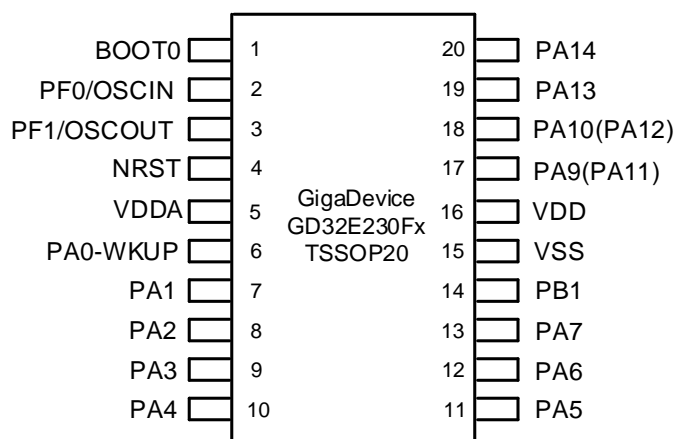 BOOT0 1 20 PA14
PF0/OSCIN 2 19 PA13
PF1/OSCOUT 3 18 PA10(PA12)
NRST 4 17 PA9(PA11)
GigaDevice
VDDA 5 16 VDD
GD32E230Fx
TSSOP20
PA0-WKUP 6 15 VSS
PA1 7 14 PB1
PA2 8 13 PA7
PA3 9 12 PA6
PA4 10 11 PA5